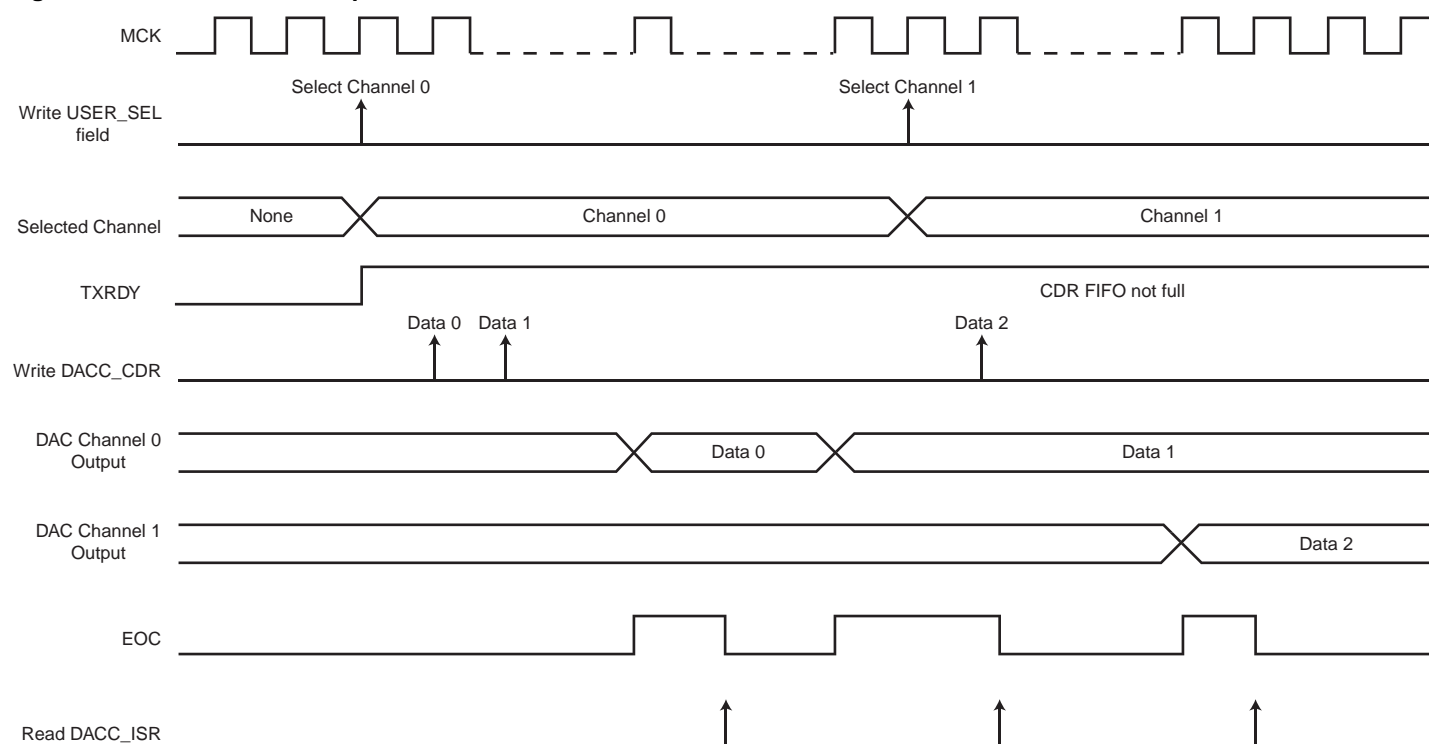 MCK
Select Channel 0
Select Channel 1
Write USER_SEL
field
Selected Channel
None
Channel 0
Channel 1
TXRDY
CDR FIFO not full
Data 0
Data 1
Data 2
Write DACC_CDR
DAC Channel 0
Output
Data 0
Data 1
DAC Channel 1
Output
Data 2
EOC
Read DACC_ISR